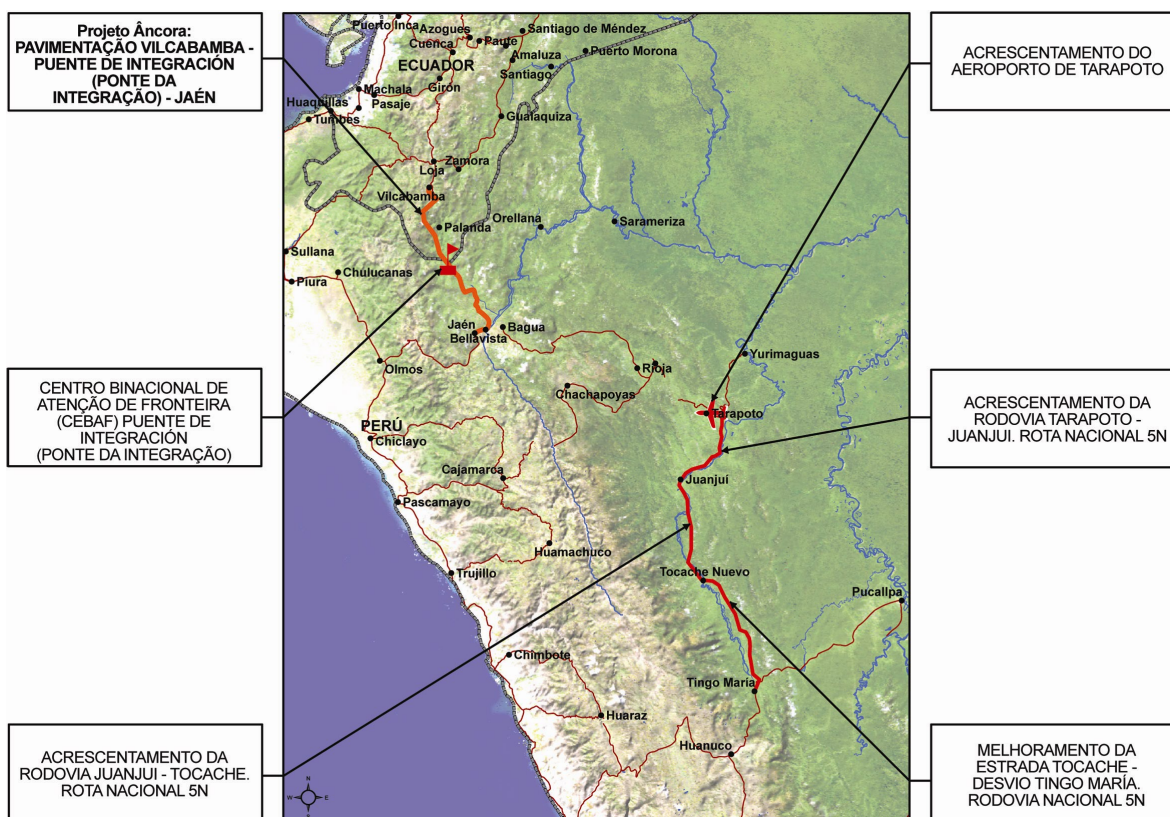 Projeto Âncora:
PAVIMENTAÇÃO VILCABAMBA -
PUENTE DE INTEGRACIÓN
(PONTE DA
INTEGRAÇÃO) - JAÉN
ACRESCENTAMENTO DO
AEROPORTO DE TARAPOTO
CENTRO BINACIONAL DE
ATENÇÃO DE FRONTEIRA
(CEBAF) PUENTE DE
INTEGRACIÓN
(PONTE DA INTEGRAÇÃO)
ACRESCENTAMENTO DA
RODOVIA TARAPOTO -
JUANJUI. ROTA NACIONAL 5N
ACRESCENTAMENTO DA
RODOVIA JUANJUI - TOCACHE.
ROTA NACIONAL 5N
MELHORAMENTO DA
ESTRADA TOCACHE -
DESVIO TINGO MARÍA.
RODOVIA NACIONAL 5N
Puerto Inca
Azogues
Santiago de Méndez
Cuenca
Paute
Amaluza
Puerto Morona
ECUADOR
Santiago
Girón
Machala
Pasaje
Huaquillas
Tumbes
Gualaquiza
Zamora
Loja
Vilcabamba
Palanda
Orellana
Sarameriza
Sullana
Chulucanas
Piura
Jaén
Bagua
Bellavista
Olmos
Rioja
Yurimaguas
Chachapoyas
Tarapoto
PERÚ
Chiclayo
Cajamaroa
Juanjuí
Pascamayo
Huamachuco
Trujillo
Tocache Nuevo
Pucallpa
Chimbote
Tingo Maria
Huaraz
Huanuco
N
W
E
S